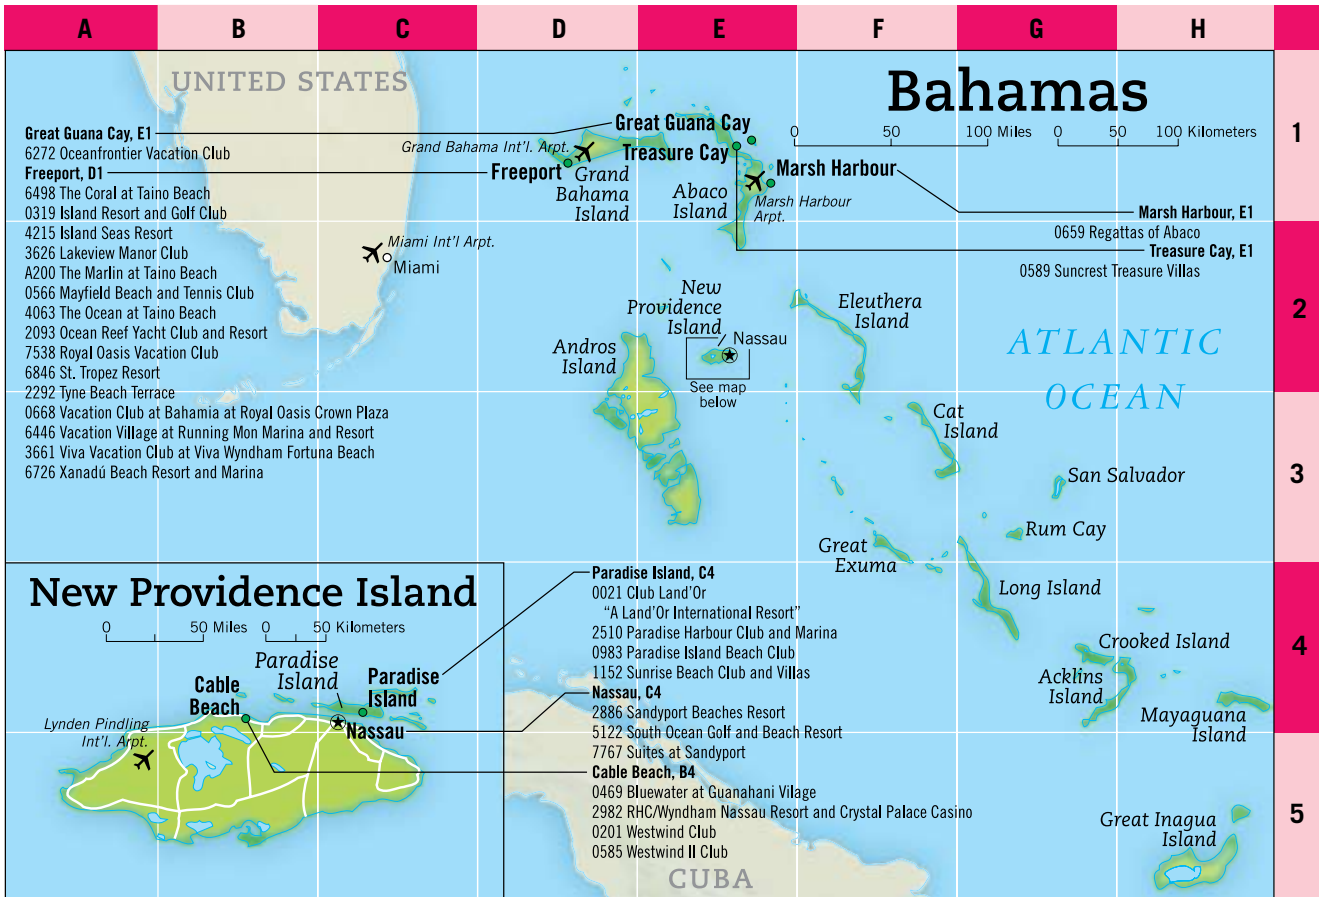 A B C D E F G H
UNITED STATES
Bahamas
0 50 100 Miles 0 50 100 Kilometers
1
2
3
4
5
Great Guana Cay, E1
6272 Oceanfrontier Vacation Club
Freeport, D1
6498 The Coral at Taino Beach
0319 Island Resort and Golf Club
4215 Island Seas Resort
3626 Lakeview Manor Club
A200 The Marlin at Taino Beach
0566 Mayfield Beach and Tennis Club
4063 The Ocean at Taino Beach
2093 Ocean Reef Yacht Club and Resort
7538 Royal Oasis Vacation Club
6846 St. Tropez Resort
2292 Tyne Beach Terrace
0668 Vacation Club at Bahamia at Royal Oasis Crown Plaza
6446 Vacation Village at Running Mon Marina and Resort
3661 Viva Vacation Club at Viva Wyndham Fortuna Beach
6726 Xanadú Beach Resort and Marina
Miami Int'l Arpt.
Miami
Great Guana Cay
Grand Bahama Int'l. Arpt.
Treasure Cay
Freeport
Grand
Bahama
Island
Abaco
Island
Marsh Harbour
Marsh Harbour
Arpt.
Marsh Harbour, E1
0659 Regattas of Abaco
Treasure Cay, E1
0589 Suncrest Treasure Villas
New
Providence
Island
Nassau
See map
below
Eleuthera
Island
Andros
Island
ATLANTIC
OCEAN
Cat
Island
San Salvador
Rum Cay
Great
Exuma
Long Island
Crooked Island
Acklins
Island
Mayaguana
Island
Great Inagua
Island
New Providence Island
0 50 Miles 0 50 Kilometers
Paradise
Island
Paradise
Island
Cable
Beach
Nassau
Lynden Pindling
Int'l. Arpt.
Paradise Island, C4
0021 Club Land'Or
"A Land'Or International Resort"
2510 Paradise Harbour Club and Marina
0983 Paradise Island Beach Club
1152 Sunrise Beach Club and Villas
Nassau, C4
2886 Sandyport Beaches Resort
5122 South Ocean Golf and Beach Resort
7767 Suites at Sandyport
Cable Beach, B4
0469 Bluewater at Guanahani Vilage
2982 RHC/Wyndham Nassau Resort and Crystal Palace Casino
0201 Westwind Club
0585 Westwind II Club
CUBA